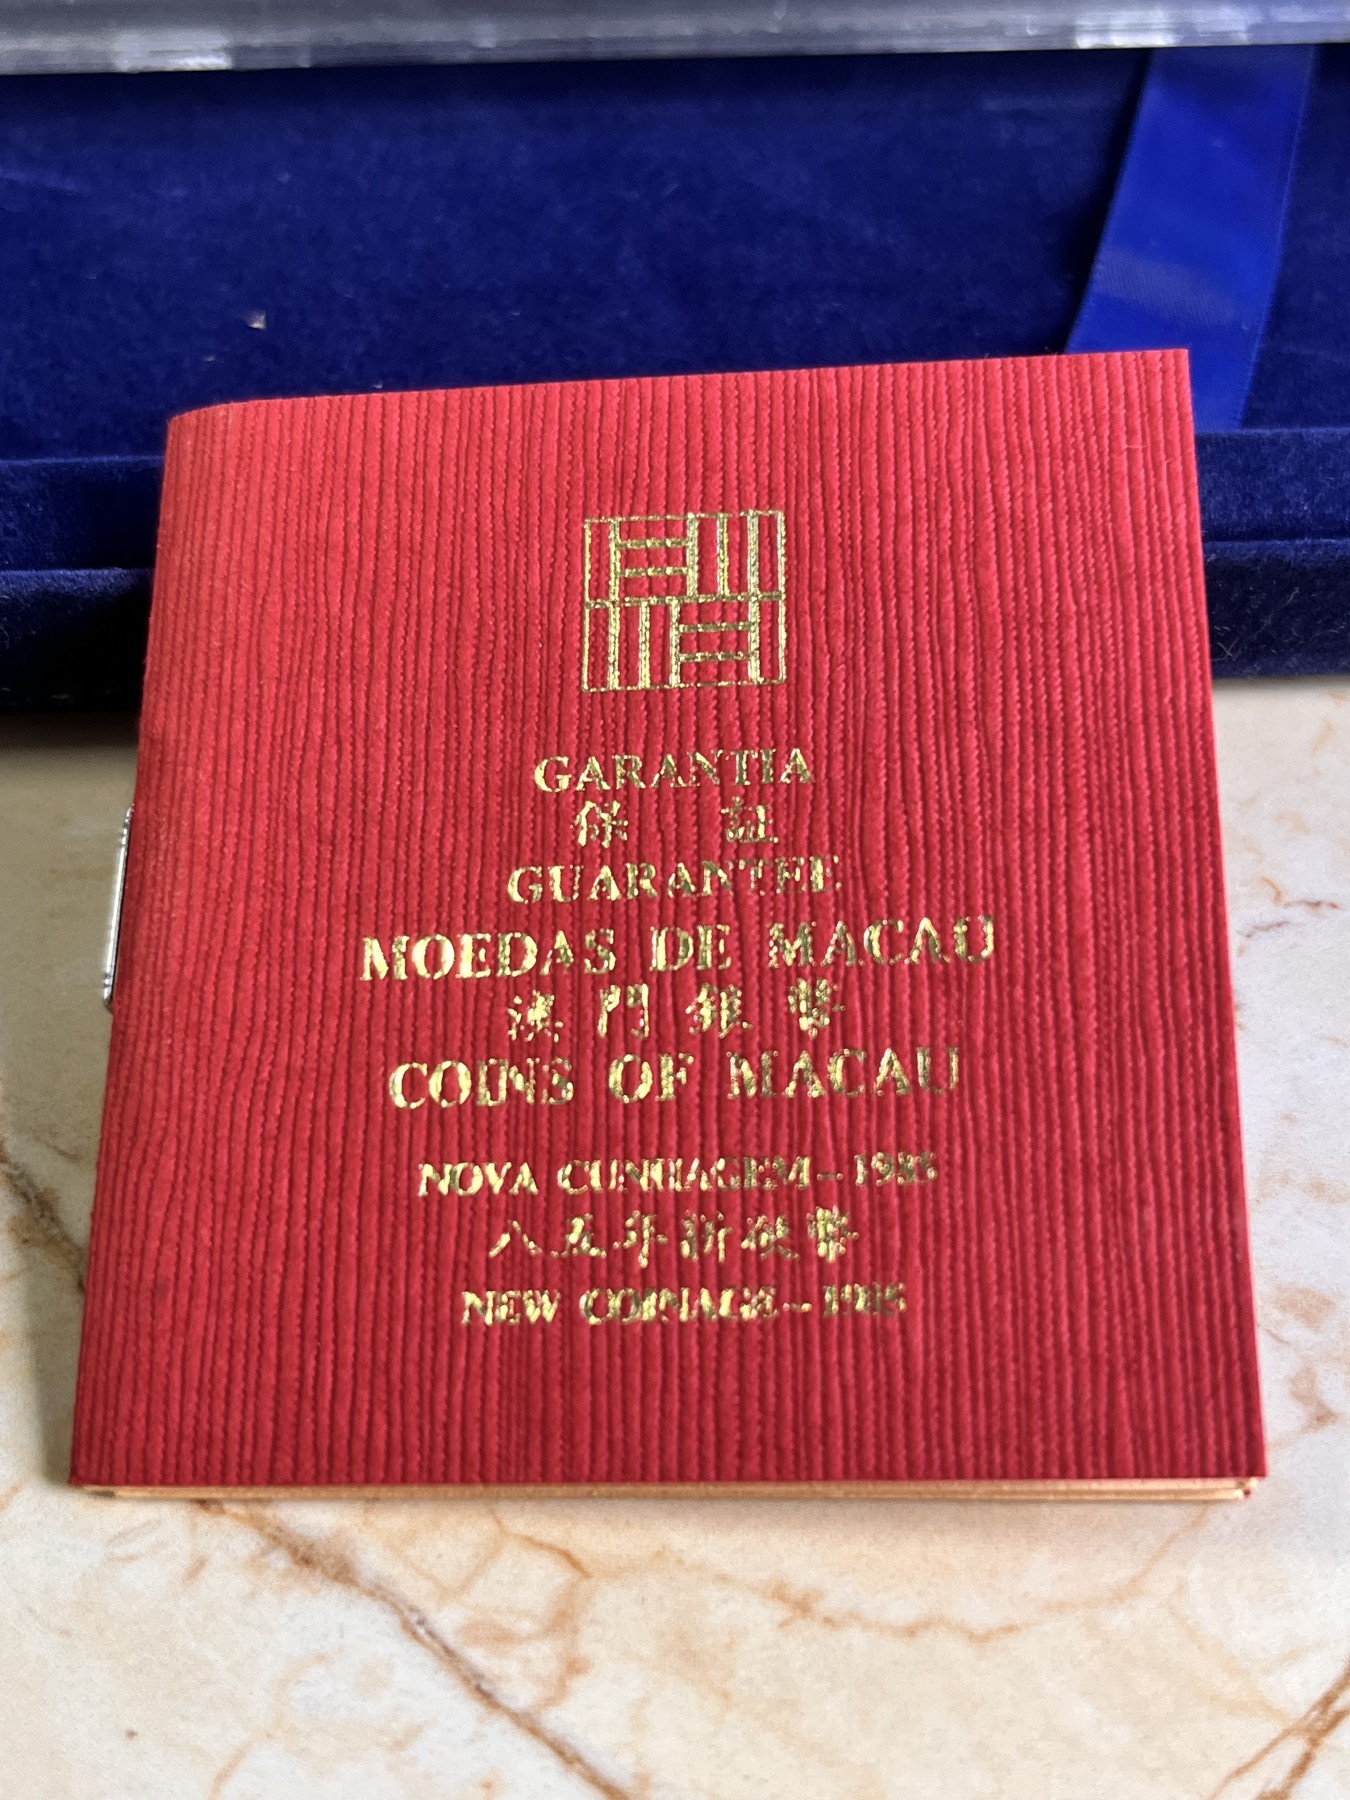 GARANTIA
保 証
GUARANTEE
MOEDAS DE MACAU
澳門銀幣
COINS OF MACAU
NOVA CUNHAGEM - 1985
八五年新硬幣
NEW COINAGE - 1985